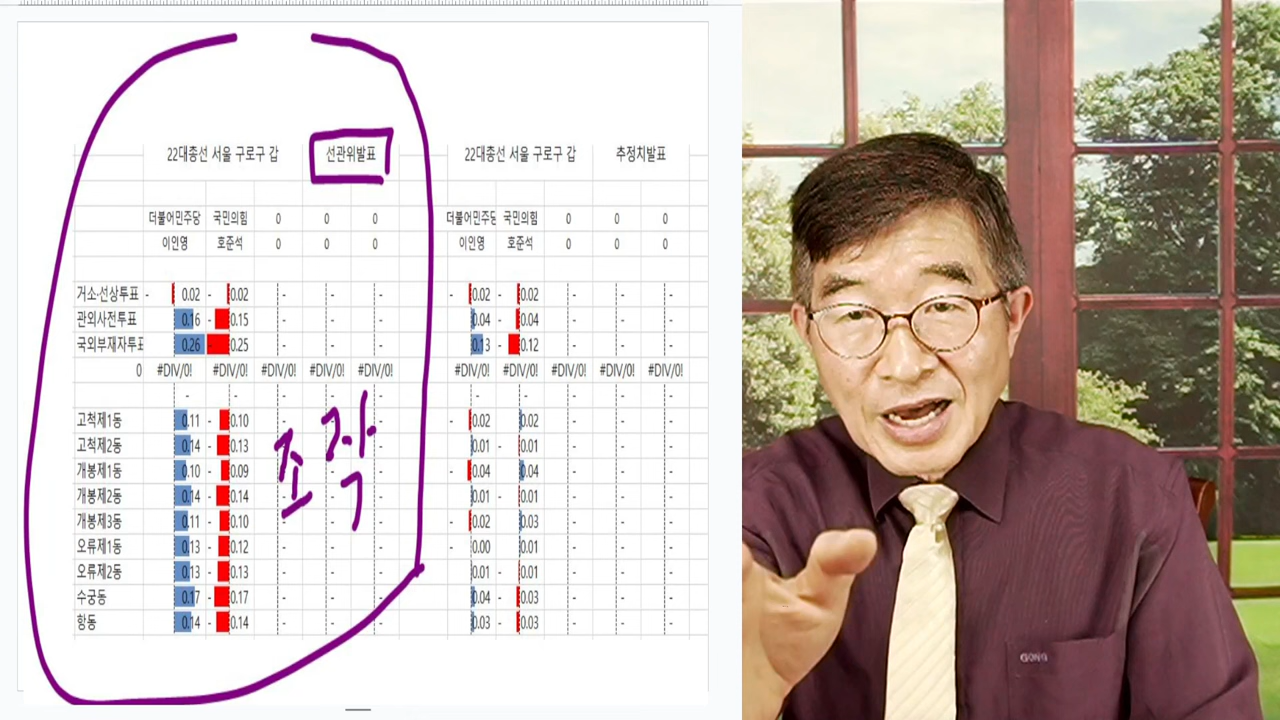 22대총선 서울 구로구 갑 선관위발표 22대총선 서울 구로구 갑 추정치발표
더불어민주당 국민의힘 0 0 0 더불어민주당 국민의힘 0 0 0
이인영 호준석 0 0 0 이인영 호준석 0 0 0
거소·선상투표 - 0.02 - 0.02 - - - - 0.02 - 0.02 - - -
관외사전투표 0.16 - 0.15 - - - 0.04 - 0.04 - - -
국외부재자투표 0.26 - 0.25 - - - 0.13 - 0.12 - - -
0 #DIV/0! #DIV/0! #DIV/0! #DIV/0! #DIV/0! #DIV/0! #DIV/0! #DIV/0! #DIV/0! #DIV/0!
- - - - - - - - - -
고척제1동 0.11 - 0.10 - - - - 0.02 0.02 - - -
고척제2동 0.14 - 0.13 - - - 0.01 - 0.01 - - -
개봉제1동 0.10 - 0.09 - - - - 0.04 0.04 - - -
개봉제2동 0.14 - 0.14 - - - 0.01 - 0.01 - - -
개봉제3동 0.11 - 0.10 - - - - 0.02 0.03 - - -
오류제1동 0.13 - 0.12 - - - - 0.00 0.01 - - -
오류제2동 0.13 - 0.13 - - - - 0.01 0.01 - - -
수궁동 0.17 - 0.17 - - - 0.04 - 0.03 - - -
항동 0.14 - 0.14 - - - 0.03 - 0.03 - - -
조작
GONG